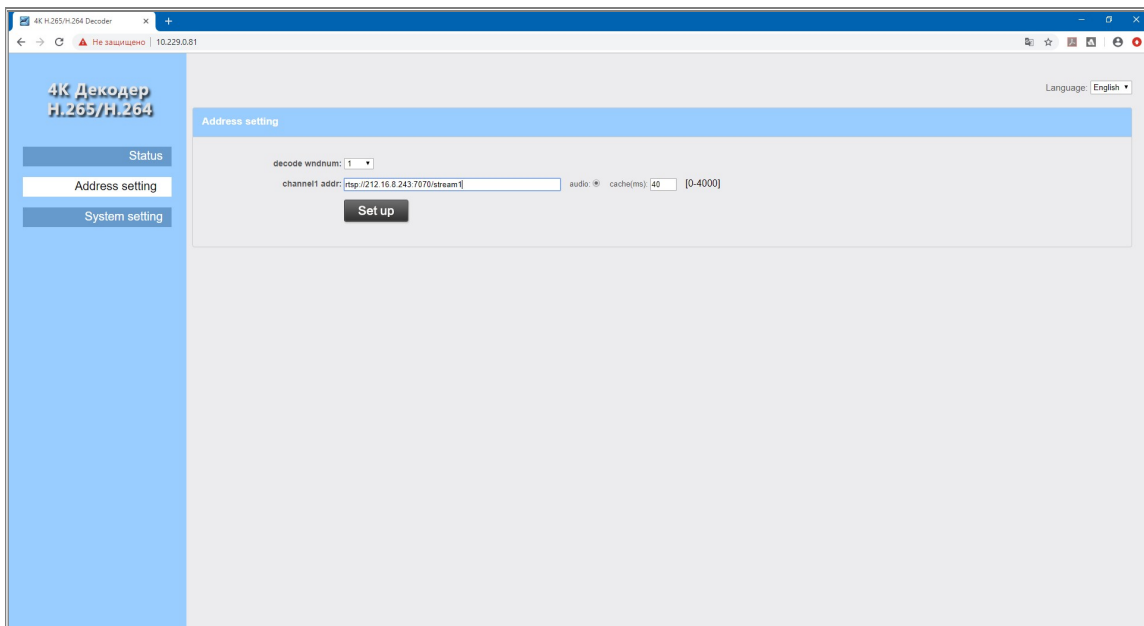 4K H.265/H.264 Decoder
Не защищено | 10.229.0.81
4K Декодер
H.265/H.264
Language: English
Status
Address setting
System setting
Address setting
decode wndnum: 1
channel1 addr: rtsp://212.16.8.243:7070/stream1 audio: cache(ms): 40 [0-4000]
Set up